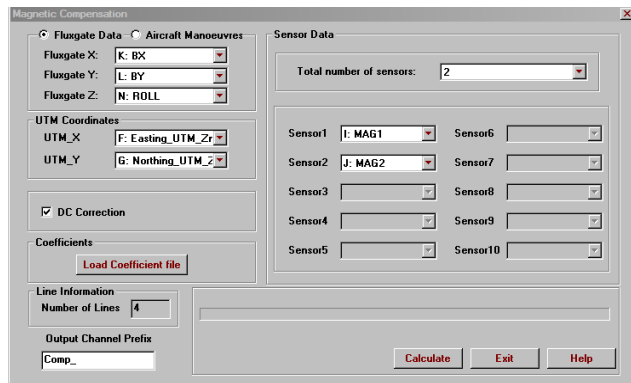 Magnetic Compensation
Fluxgate Data
Aircraft Manoeuvres
Fluxgate X: K: BX
Fluxgate Y: L: BY
Fluxgate Z: N: ROLL
UTM Coordinates
UTM_X F: Easting_UTM_Zr
UTM_Y G: Northing_UTM_Z
DC Correction
Coefficients
Load Coefficient file
Line Information
Number of Lines 4
Output Channel Prefix
Comp_
Sensor Data
Total number of sensors: 2
Sensor1 I: MAG1 Sensor6
Sensor2 J: MAG2 Sensor7
Sensor3 Sensor8
Sensor4 Sensor9
Sensor5 Sensor10
Calculate Exit Help